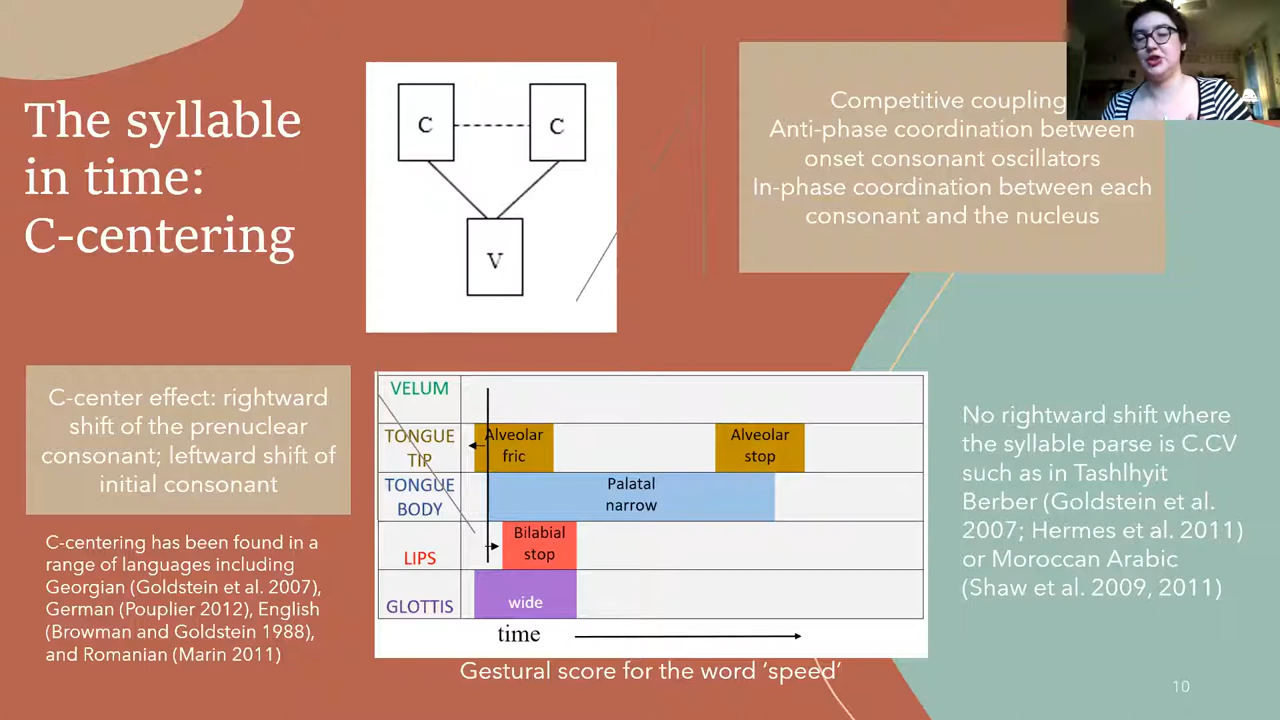 The syllable
in time:
C-centering
C
C
V
Competitive coupling
Anti-phase coordination between
onset consonant oscillators
In-phase coordination between each
consonant and the nucleus
C-center effect: rightward
shift of the prenuclear
consonant; leftward shift of
initial consonant
C-centering has been found in a
range of languages including
Georgian (Goldstein et al. 2007),
German (Pouplier 2012), English
(Browman and Goldstein 1988),
and Romanian (Marin 2011)
VELUM
TONGUE
TIP
Alveolar
fric
Alveolar
stop
TONGUE
BODY
Palatal
narrow
LIPS
Bilabial
stop
GLOTTIS
wide
time
Gestural score for the word ‘speed’
No rightward shift where
the syllable parse is C.CV
such as in Tashlhyit
Berber (Goldstein et al.
2007; Hermes et al. 2011)
or Moroccan Arabic
(Shaw et al. 2009, 2011)
10